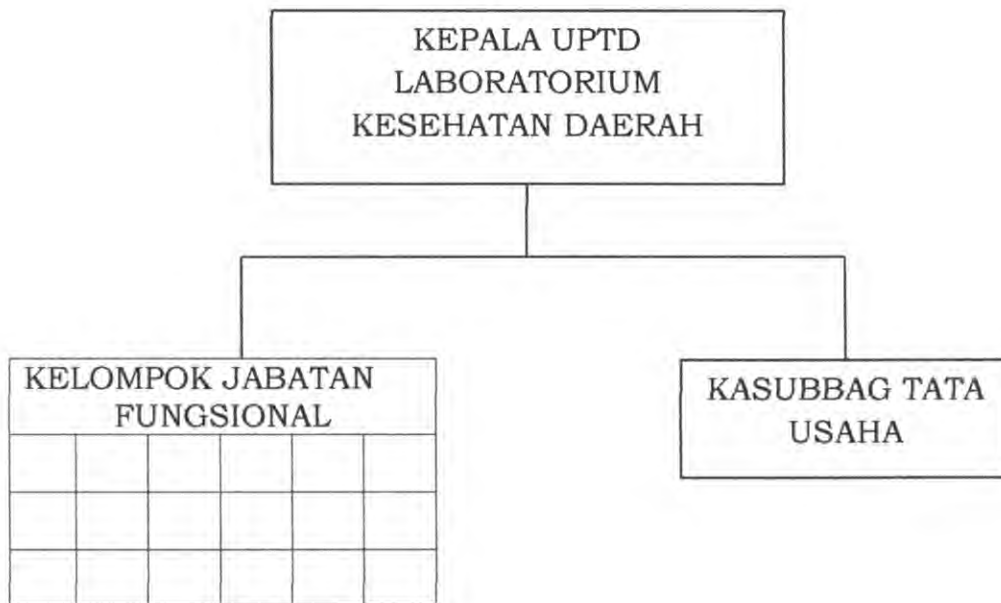 KEPALA UPTD
LABORATORIUM
KESEHATAN DAERAH
KELOMPOK JABATAN
FUNGSIONAL
KASUBBAG TATA
USAHA